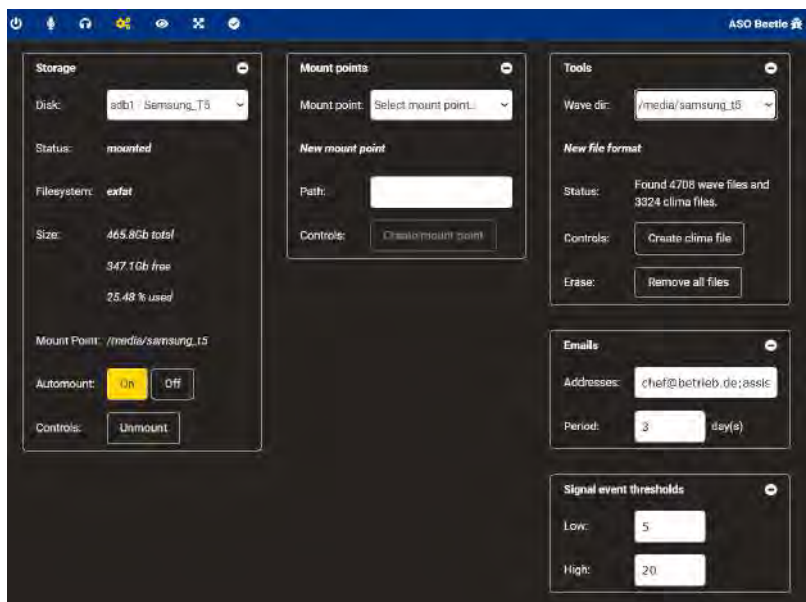 ASO Beetle
Storage
Disk: sdb1 - Samsung_T5
Status: mounted
Filesystem: exfat
Size: 465.8Gb total
347.1Gb free
25.48 % used
Mount Point: /media/samsung_t5
Automount: On Off
Controls: Unmount
Mount points
Mount point: Select mount point..
New mount point
Path:
Controls: Create mount point
Tools
Wave dir: /media/samsung_t5
New file format
Status: Found 4708 wave files and
3324 clima files.
Controls: Create clima file
Erase: Remove all files
Emails
Addresses: chef@betrieb.de;assis
Period: 3 day(s)
Signal event thresholds
Low: 5
High: 20